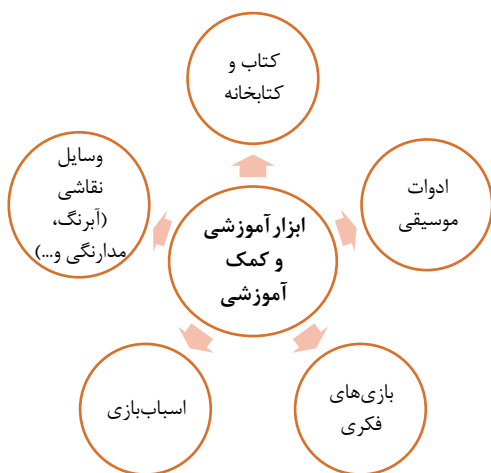 کتاب و
کتابخانه
وسایل
نقاشی
(آبرنگ،
مدارنگی و...)
ادوات
موسیقی
ابزار آموزشی
و کمک
آموزشی
بازی‌های
فکری
اسباب‌بازی